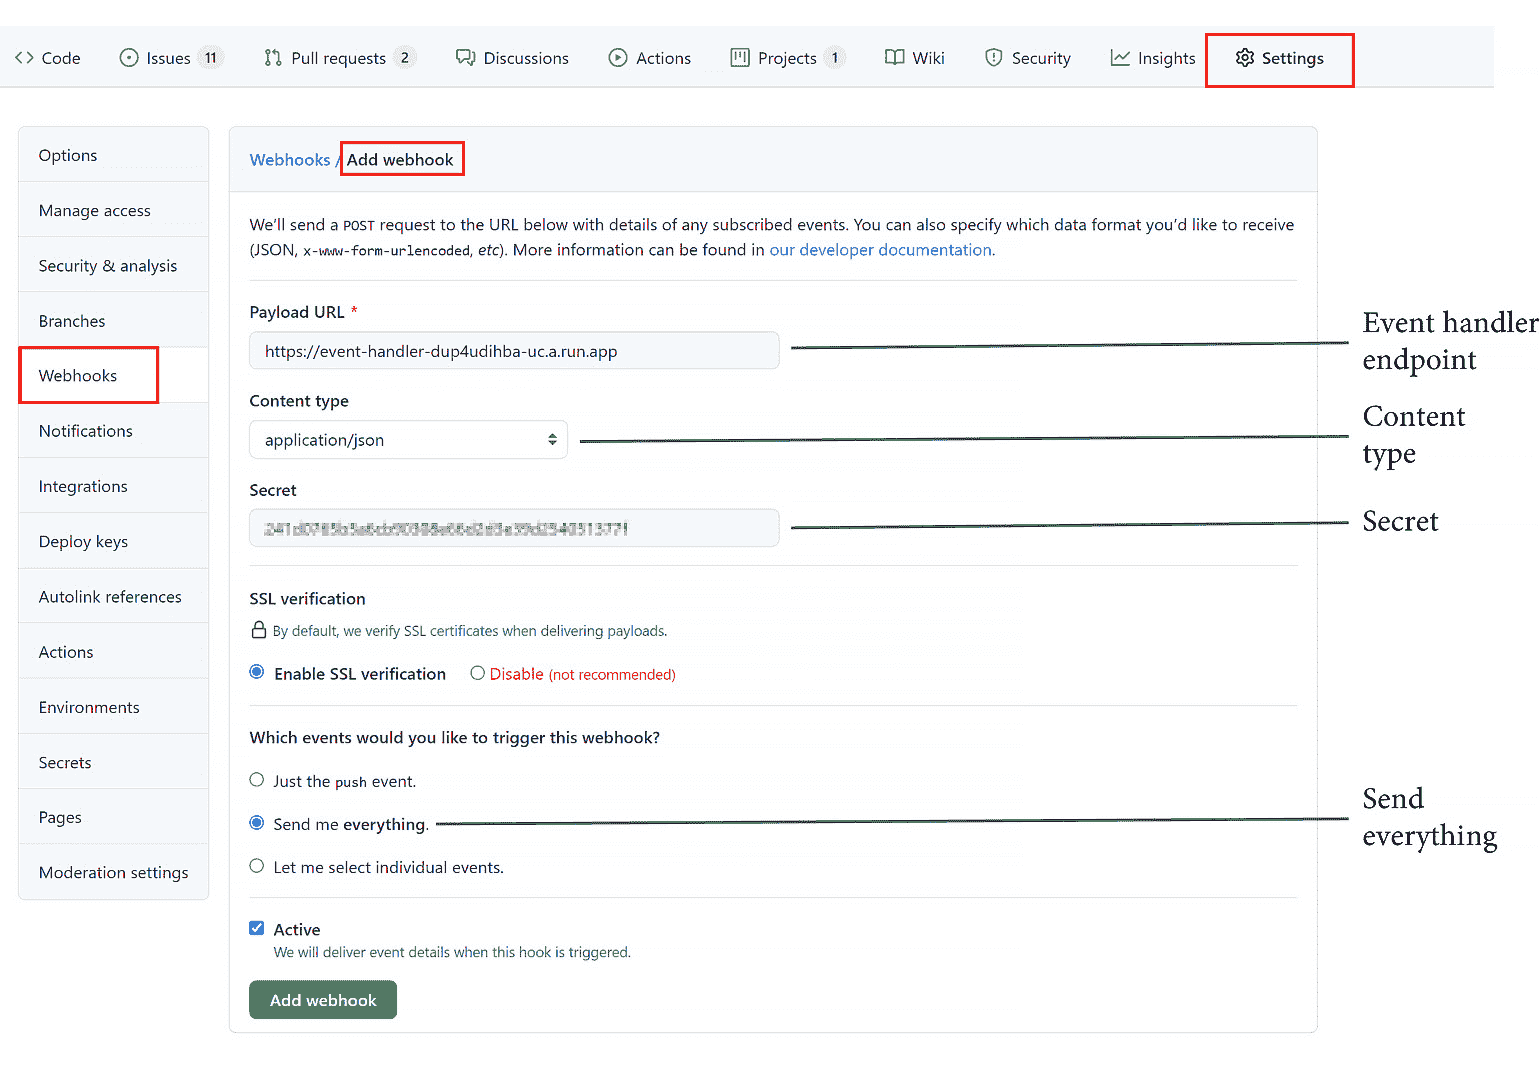 Code Issues 11 Pull requests 2 Discussions Actions Projects 1 Wiki Security Insights Settings
Options
Manage access
Security & analysis
Branches
Webhooks
Notifications
Integrations
Deploy keys
Autolink references
Actions
Environments
Secrets
Pages
Moderation settings
Webhooks / Add webhook
We'll send a POST request to the URL below with details of any subscribed events. You can also specify which data format you'd like to receive
(JSON, x-www-form-urlencoded, etc). More information can be found in our developer documentation.
Payload URL *
https://event-handler-dup4udihba-uc.a.run.app
Content type
application/json
Secret
SSL verification
By default, we verify SSL certificates when delivering payloads.
Enable SSL verification Disable (not recommended)
Which events would you like to trigger this webhook?
Just the push event.
Send me everything.
Let me select individual events.
Active
We will deliver event details when this hook is triggered.
Add webhook
Event handler
endpoint
Content
type
Secret
Send
everything